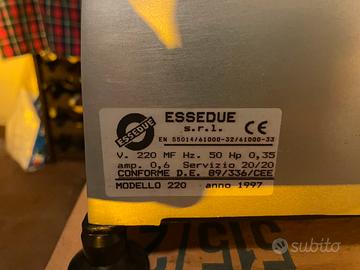 ESSEDUE
s.r.l.
ESSEDUE
CE
EN 55014/61000-32/61000-33
V. 220 MF Hz. 50 Hp 0,35
amp. 0,6 Servizio 20/20
CONFORME D.E. 89/336/CEE
MODELLO 220 anno 1997
subito